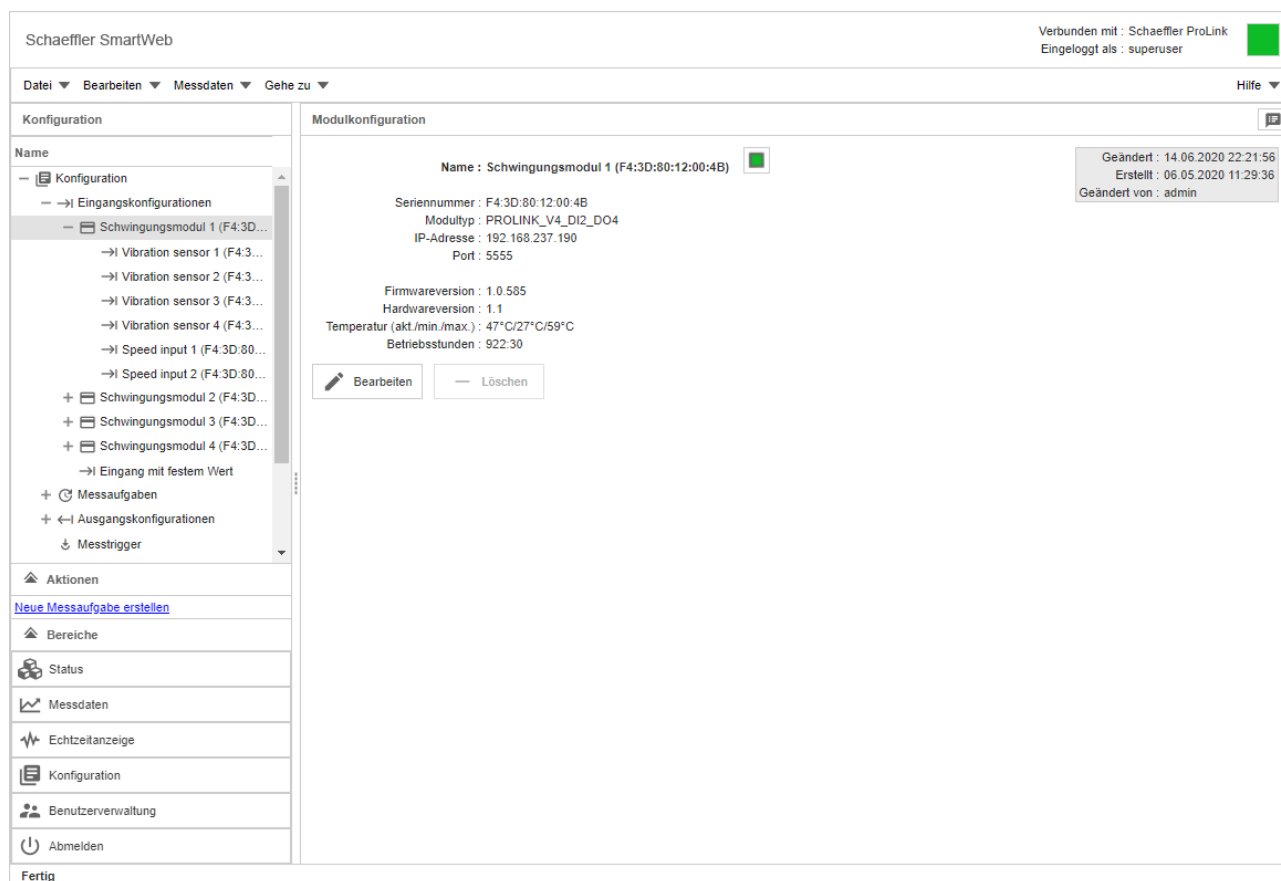 Schaeffler SmartWeb
Verbunden mit : Schaeffler ProLink
Eingeloggt als : superuser
Datei Bearbeiten Messdaten Gehe zu Hilfe
Konfiguration
Name
Konfiguration
Eingangskonfigurationen
Schwingungsmodul 1 (F4:3D...
Vibration sensor 1 (F4:3...
Vibration sensor 2 (F4:3...
Vibration sensor 3 (F4:3...
Vibration sensor 4 (F4:3...
Speed input 1 (F4:3D:80...
Speed input 2 (F4:3D:80...
Schwingungsmodul 2 (F4:3D...
Schwingungsmodul 3 (F4:3D...
Schwingungsmodul 4 (F4:3D...
Eingang mit festem Wert
Messaufgaben
Ausgangskonfigurationen
Messtrigger
Aktionen
Neue Messaufgabe erstellen
Bereiche
Status
Messdaten
Echtzeitanzeige
Konfiguration
Benutzerverwaltung
Abmelden
Modulkonfiguration
Name : Schwingungsmodul 1 (F4:3D:80:12:00:4B)
Seriennummer : F4:3D:80:12:00:4B
Modultyp : PROLINK_V4_DI2_DO4
IP-Adresse : 192.168.237.190
Port : 5555
Firmwareversion : 1.0.585
Hardwareversion : 1.1
Temperatur (akt./min./max.) : 47°C/27°C/59°C
Betriebsstunden : 922:30
Bearbeiten Löschen
Geändert : 14.06.2020 22:21:56
Erstellt : 06.05.2020 11:29:36
Geändert von : admin
Fertig